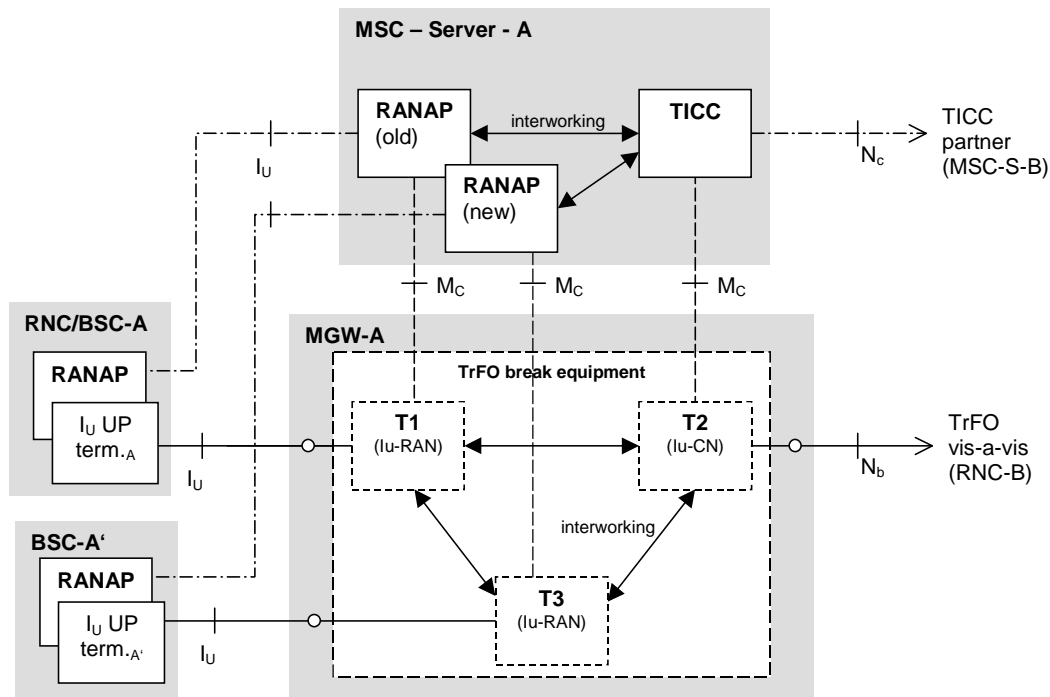 MSC – Server - A
RANAP
(old)
interworking
TICC
RANAP
(new)
TICC
partner
(MSC-S-B)
IU
NC
MC
MC
MC
RNC/BSC-A
RANAP
IU UP
term.A
IU
MGW-A
TrFO break equipment
T1
(Iu-RAN)
T2
(Iu-CN)
TrFO
vis-a-vis
(RNC-B)
Nb
interworking
T3
(Iu-RAN)
BSC-A‘
RANAP
IU UP
term.A‘
IU